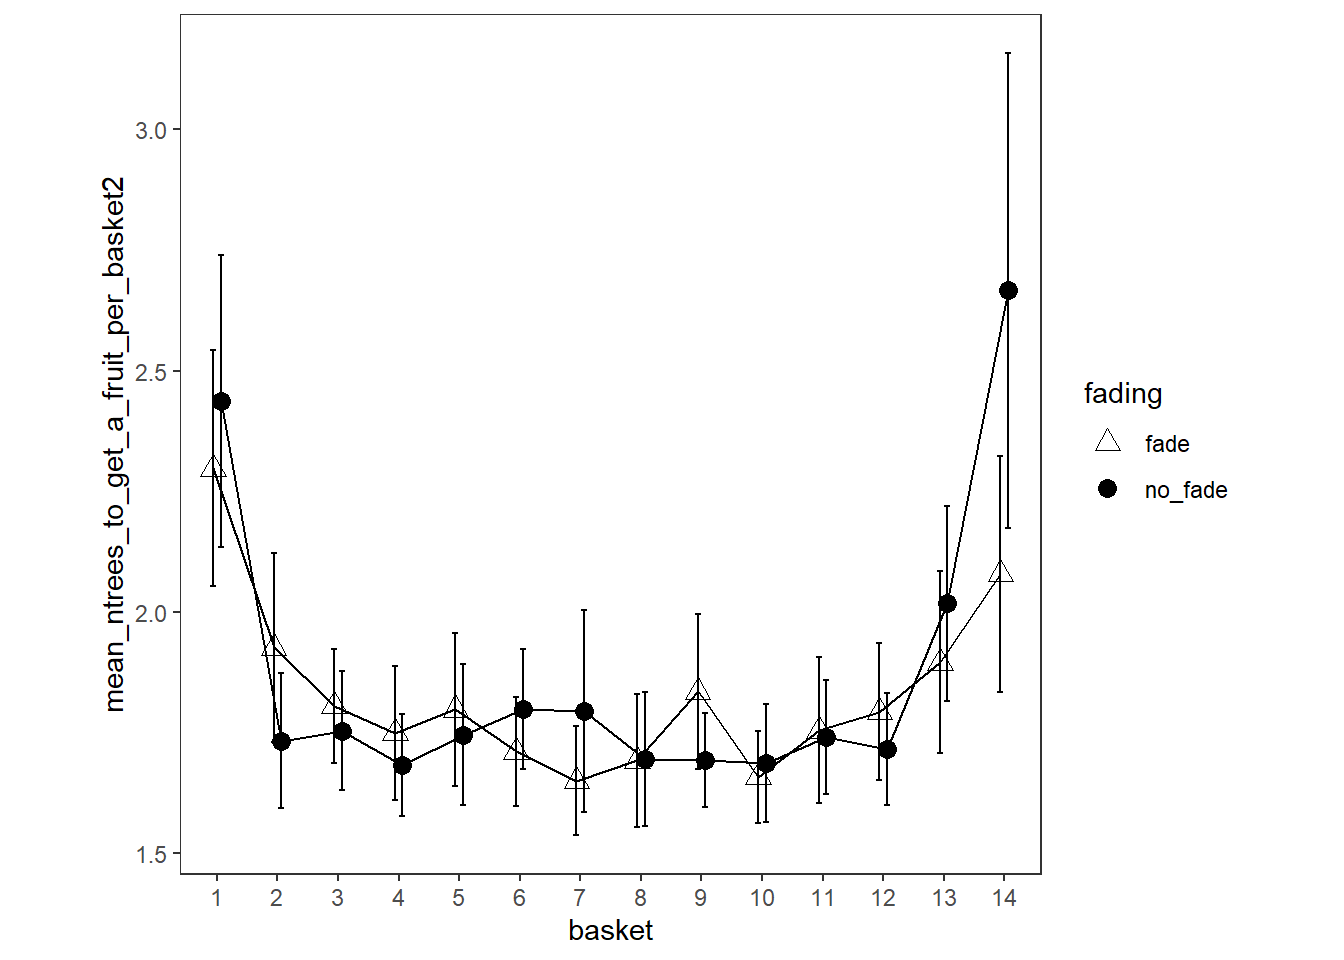 mean_ntrees_to_get_a_fruit_per_basket2
3.0
2.5
2.0
1.5
1 2 3 4 5 6 7 8 9 10 11 12 13 14
basket
fading
fade
no_fade